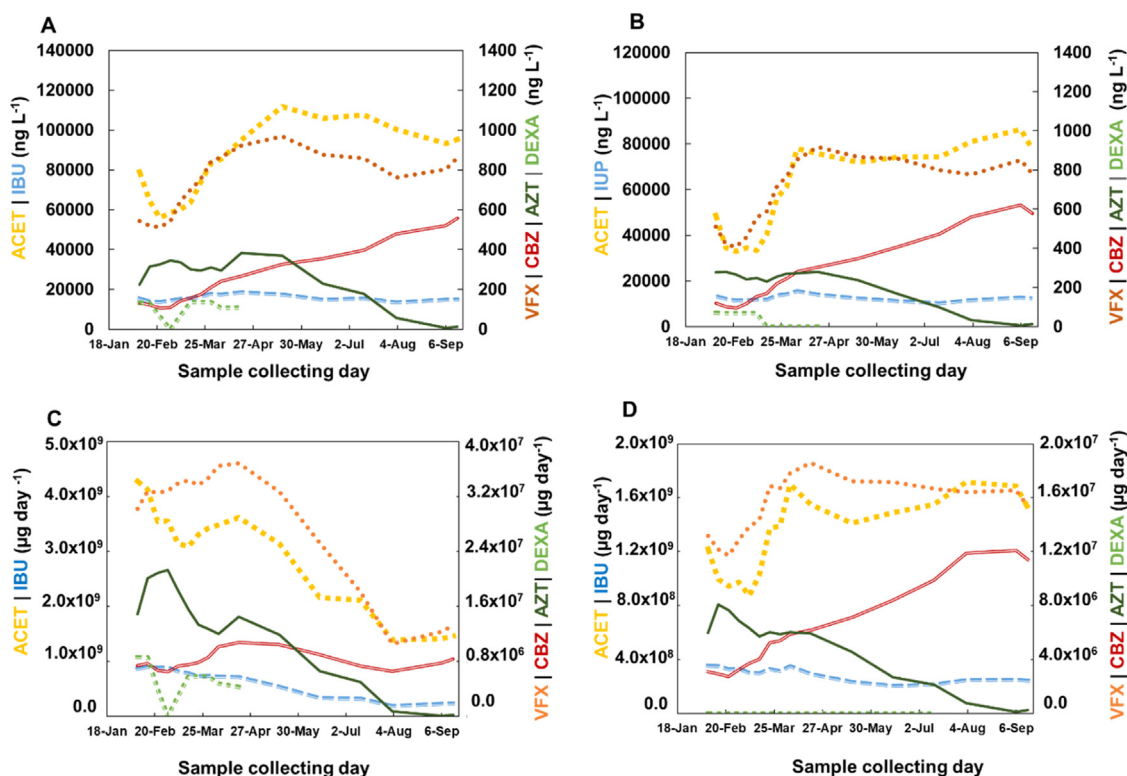 A
ACET | IBU (ng L⁻¹)
140000
120000
100000
80000
60000
40000
20000
0
1400
1200
1000
800
600
400
200
0
VFX | CBZ | AZT | DEXA (ng L⁻¹)
18-Jan 20-Feb 25-Mar 27-Apr 30-May 2-Jul 4-Aug 6-Sep
Sample collecting day
B
ACET | IUP (ng L⁻¹)
120000
100000
80000
60000
40000
20000
0
1400
1200
1000
800
600
400
200
0
VFX | CBZ | AZT | DEXA (ng L⁻¹)
18-Jan 20-Feb 25-Mar 27-Apr 30-May 2-Jul 4-Aug 6-Sep
Sample collecting day
C
ACET | IBU (µg day⁻¹)
5.0x10⁹
4.0x10⁹
3.0x10⁹
2.0x10⁹
1.0x10⁹
0.0
4.0x10⁷
3.2x10⁷
2.4x10⁷
1.6x10⁷
8.0x10⁶
0.0
VFX | CBZ | AZT| DEXA (µg day⁻¹)
18-Jan 20-Feb 25-Mar 27-Apr 30-May 2-Jul 4-Aug 6-Sep
Sample collecting day
D
ACET | IBU (µg day⁻¹)
2.0x10⁹
1.6x10⁹
1.2x10⁹
8.0x10⁸
4.0x10⁸
0.0
2.0x10⁷
1.6x10⁷
1.2x10⁷
8.0x10⁶
4.0x10⁶
0.0
VFX | CBZ | AZT | DEXA (µg day⁻¹)
18-Jan 20-Feb 25-Mar 27-Apr 30-May 2-Jul 4-Aug 6-Sep
Sample collecting day